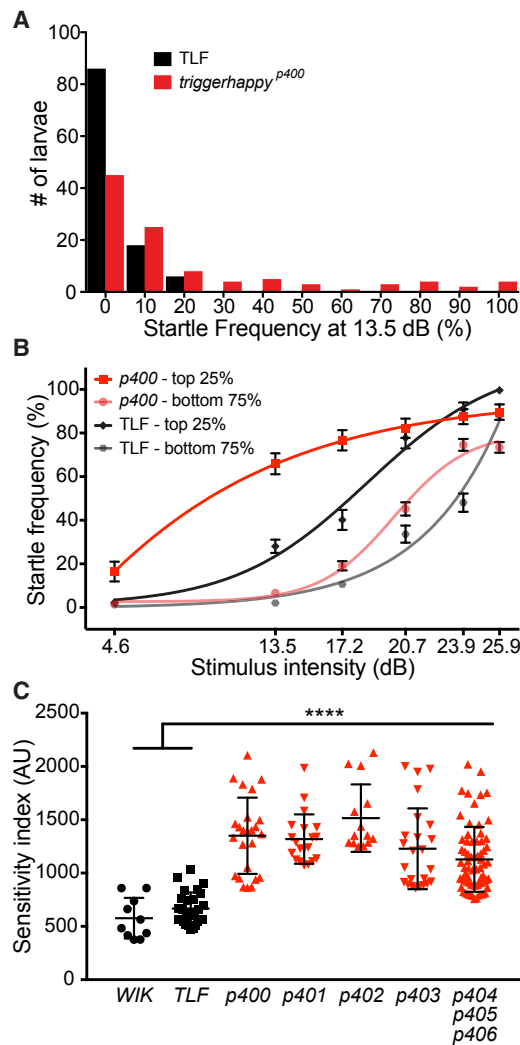 A
TLF
triggerhappy p400
# of larvae
100
80
60
40
20
0
0 10 20 30 40 50 60 70 80 90 100
Startle Frequency at 13.5 dB (%)
B
p400 - top 25%
p400 - bottom 75%
TLF - top 25%
TLF - bottom 75%
Startle frequency (%)
100
80
60
40
20
0
4.6 13.5 17.2 20.7 23.9 25.9
Stimulus intensity (dB)
C
****
Sensitivity index (AU)
2500
2000
1500
1000
500
0
WIK TLF p400 p401 p402 p403 p404
p405
p406